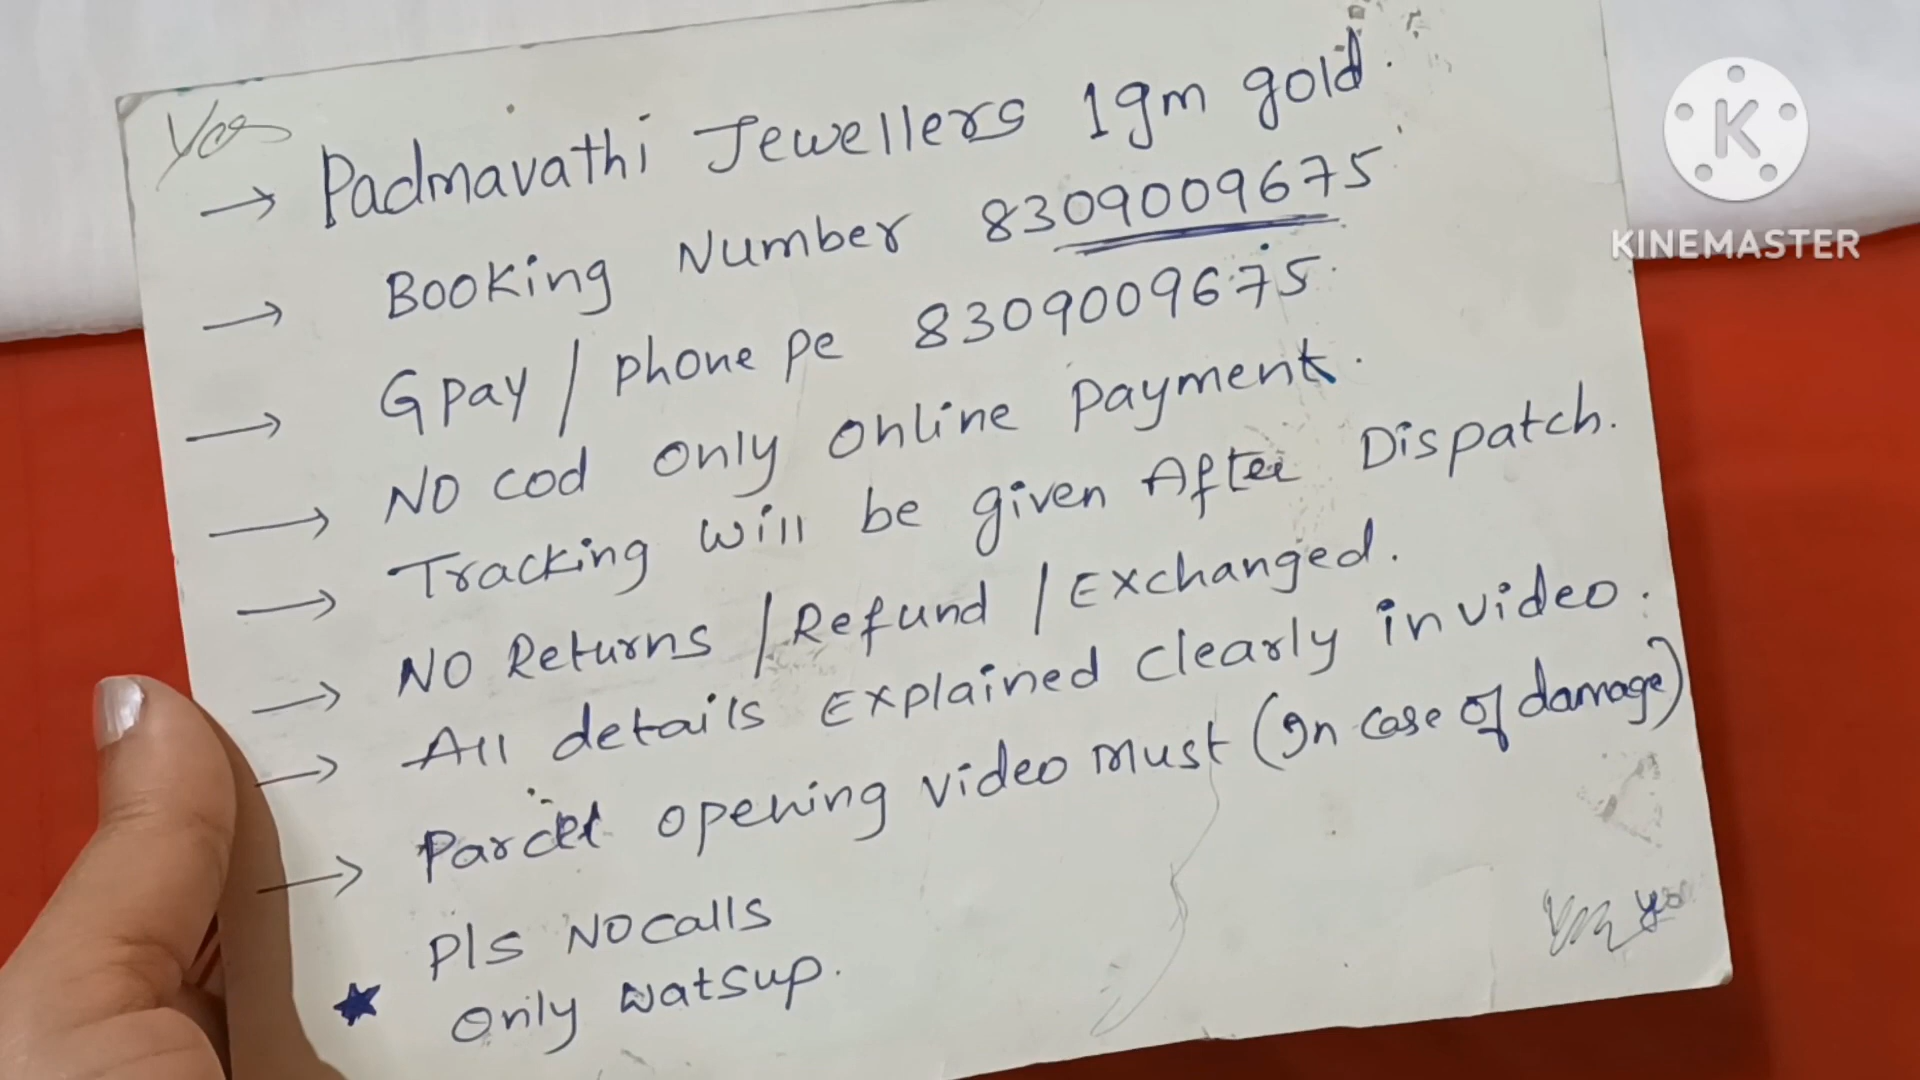 Yes
→ Padmavathi Jewellers 1gm gold.
→ Booking Number 8309009675
→ Gpay / phone pe 8309009675
→ NO cod only online payment.
→ Tracking will be given After Dispatch.
→ NO Returns / Refund / Exchanged.
→ All details Explained clearly in video.
→ Parcel opening video must (In case of damage)
Pls NO calls
★ only watsup.
yes
K
KINEMASTER